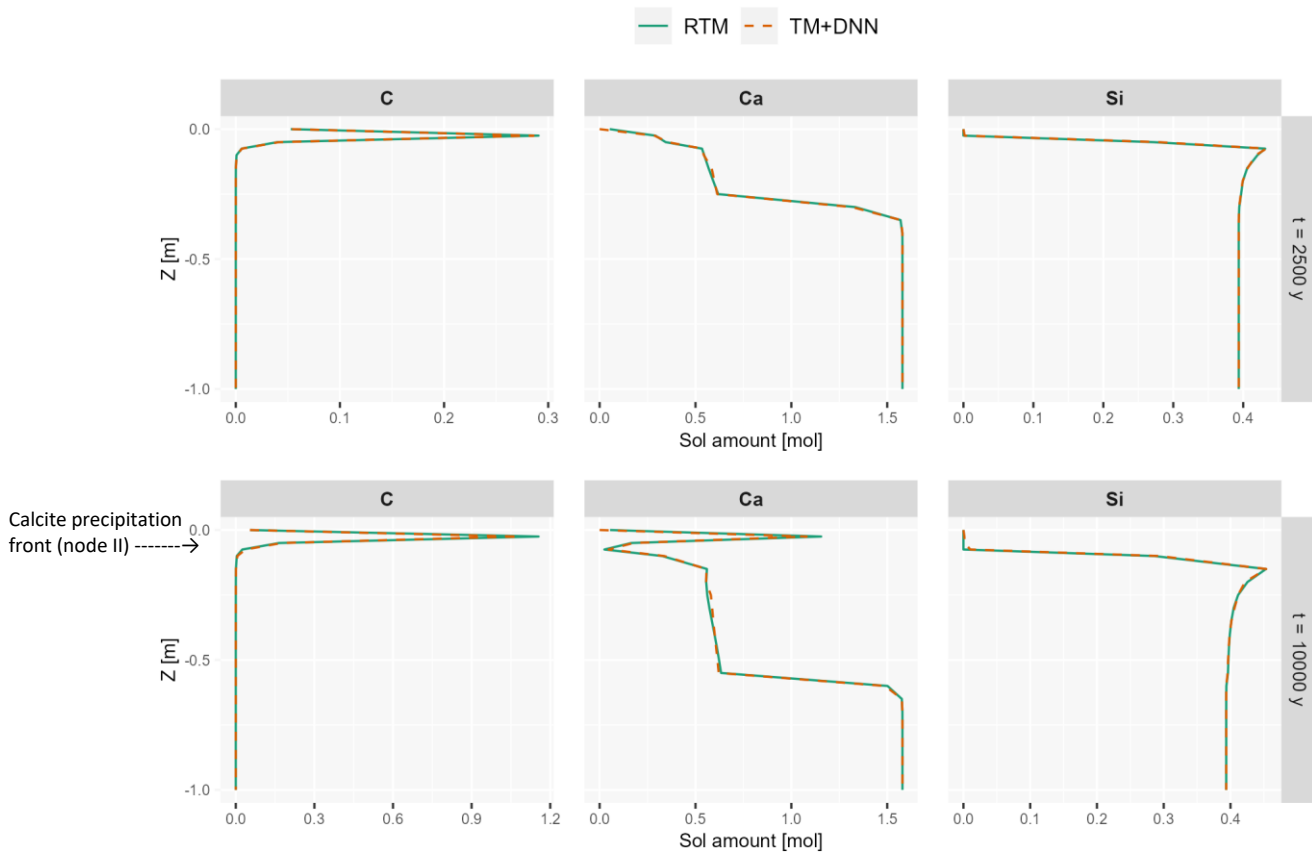 RTM TM+DNN
C Ca Si
0.0
-0.5
-1.0
Z [m]
t = 2500 y
0.0 0.1 0.2 0.3 0.0 0.5 1.0 1.5 0.0 0.1 0.2 0.3 0.4
Sol amount [mol]
C Ca Si
Calcite precipitation
front (node II) ------->
0.0
-0.5
-1.0
Z [m]
t = 10000 y
0.0 0.3 0.6 0.9 1.2 0.0 0.5 1.0 1.5 0.0 0.1 0.2 0.3 0.4
Sol amount [mol]